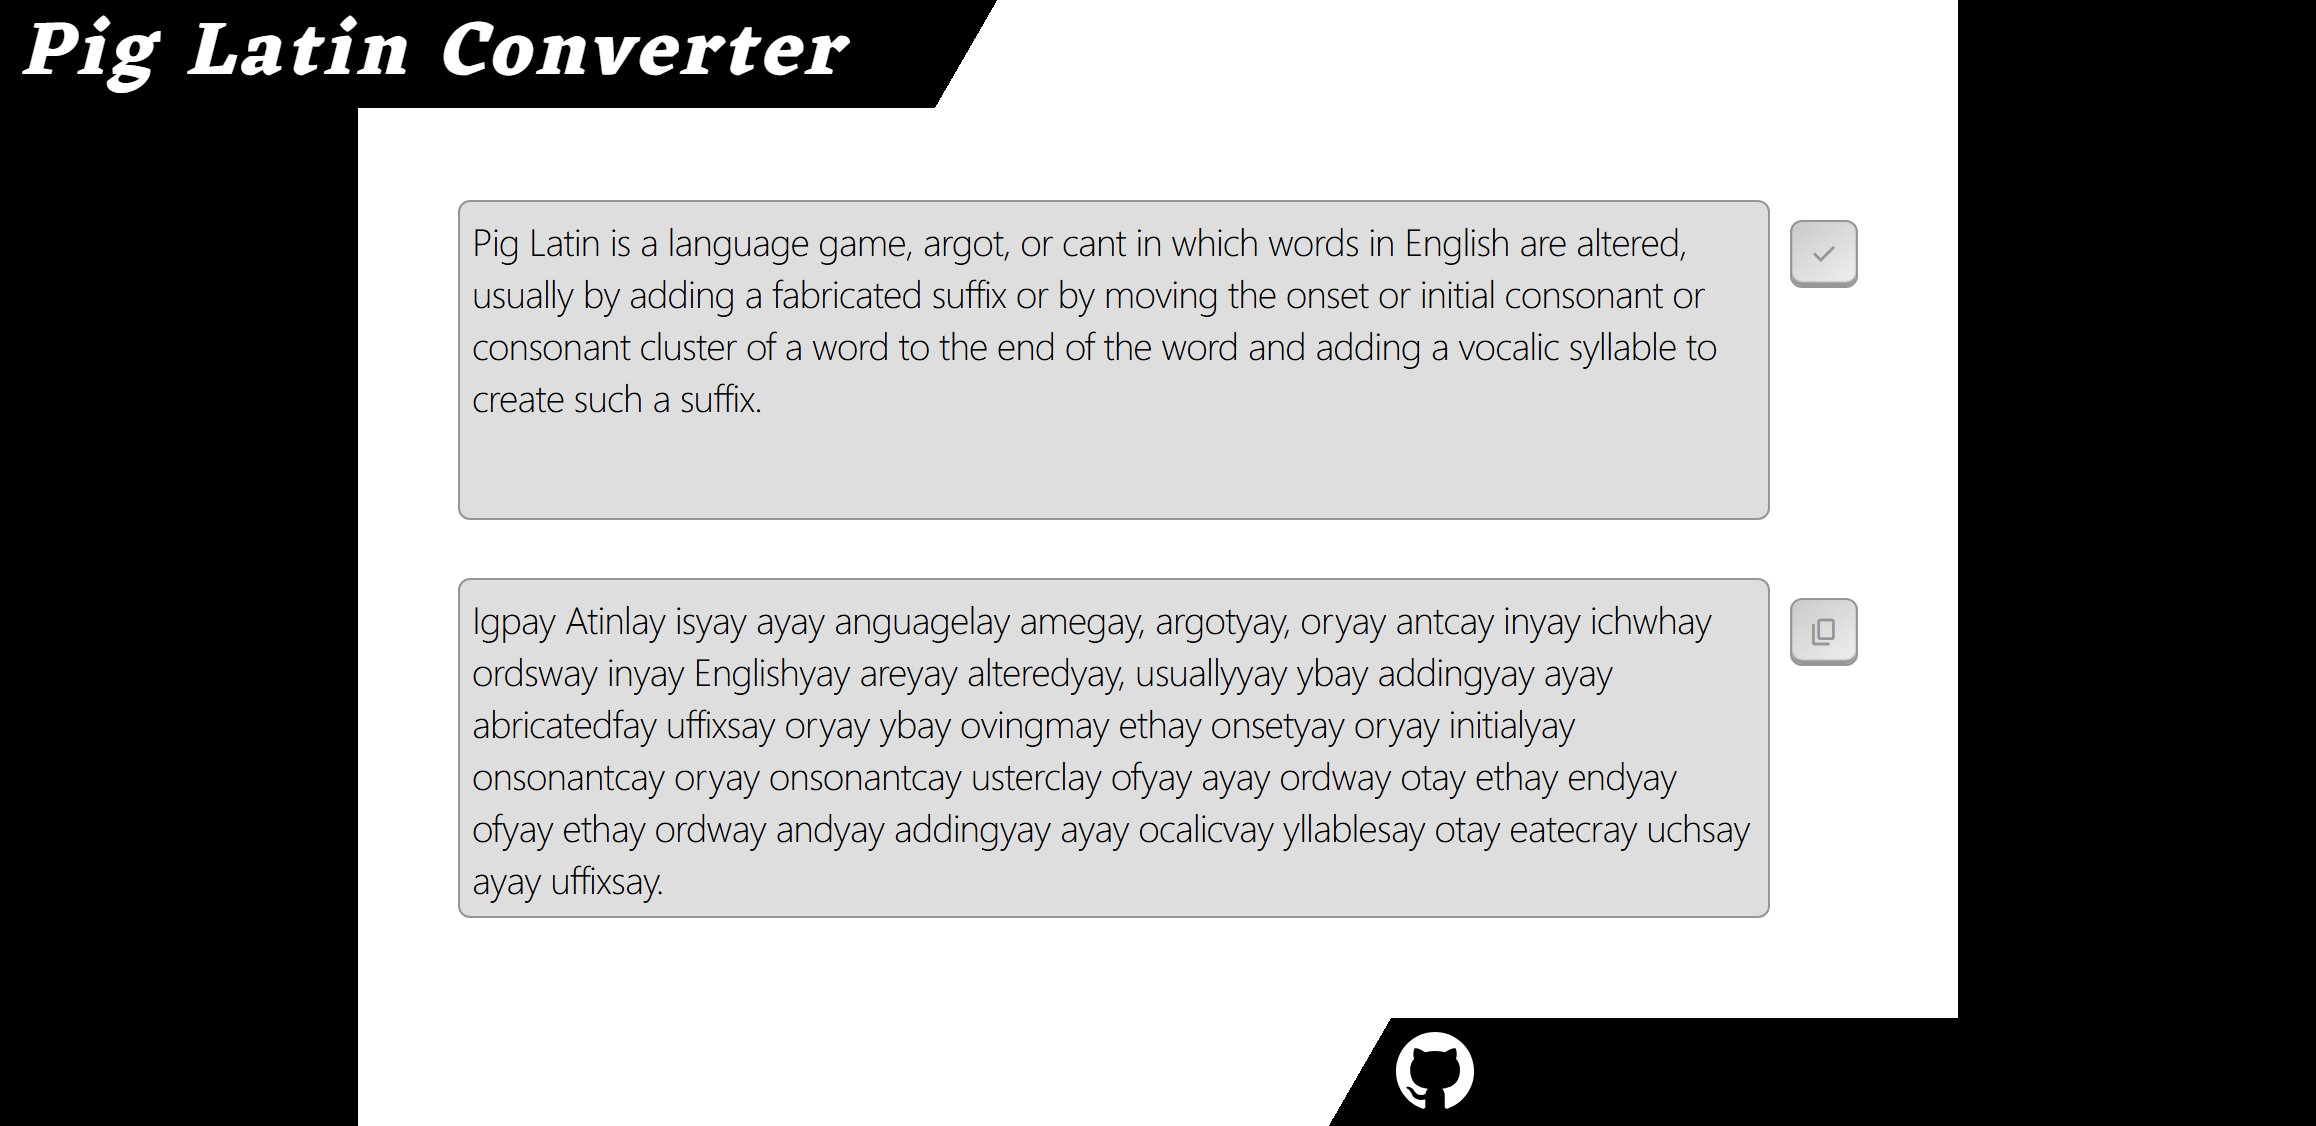 Pig Latin Converter
Pig Latin is a language game, argot, or cant in which words in English are altered,
usually by adding a fabricated suffix or by moving the onset or initial consonant or
consonant cluster of a word to the end of the word and adding a vocalic syllable to
create such a suffix.
Igpay Atinlay isyay ayay anguagelay amegay, argotyay, oryay antcay inyay ichwhay
ordsway inyay Englishyay areyay alteredyay, usuallyyay ybay addingyay ayay
abricatedfay uffixsay oryay ybay ovingmay ethay onsetyay oryay initialyay
onsonantcay oryay onsonantcay usterclay ofyay ayay ordway otay ethay endyay
ofyay ethay ordway andyay addingyay ayay ocalicvay yllablesay otay eatecray uchsay
ayay uffixsay.